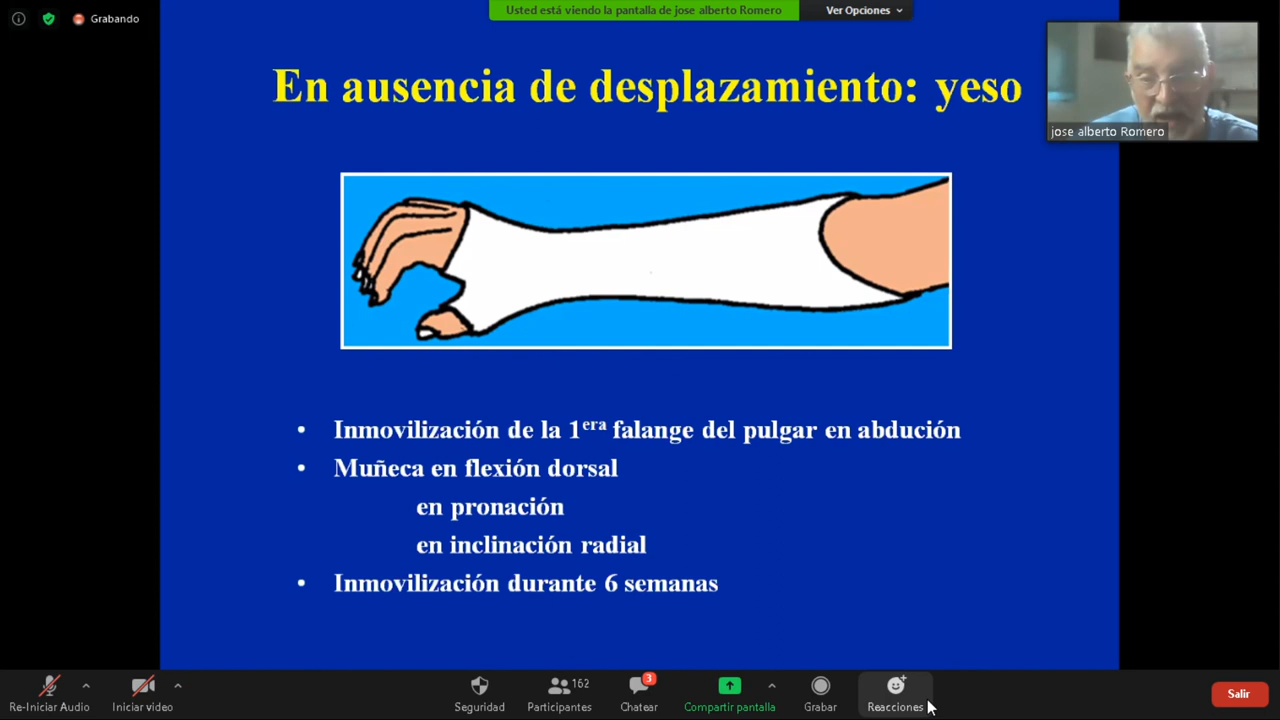 Usted está viendo la pantalla de jose alberto Romero
Ver Opciones
Grabando
En ausencia de desplazamiento: yeso
jose alberto Romero
• Inmovilización de la 1era falange del pulgar en abdución
• Muñeca en flexión dorsal
en pronación
en inclinación radial
• Inmovilización durante 6 semanas
Re-Iniciar Audio
Iniciar video
Seguridad
162
Participantes
3
Chatear
Compartir pantalla
Grabar
Reacciones
Salir